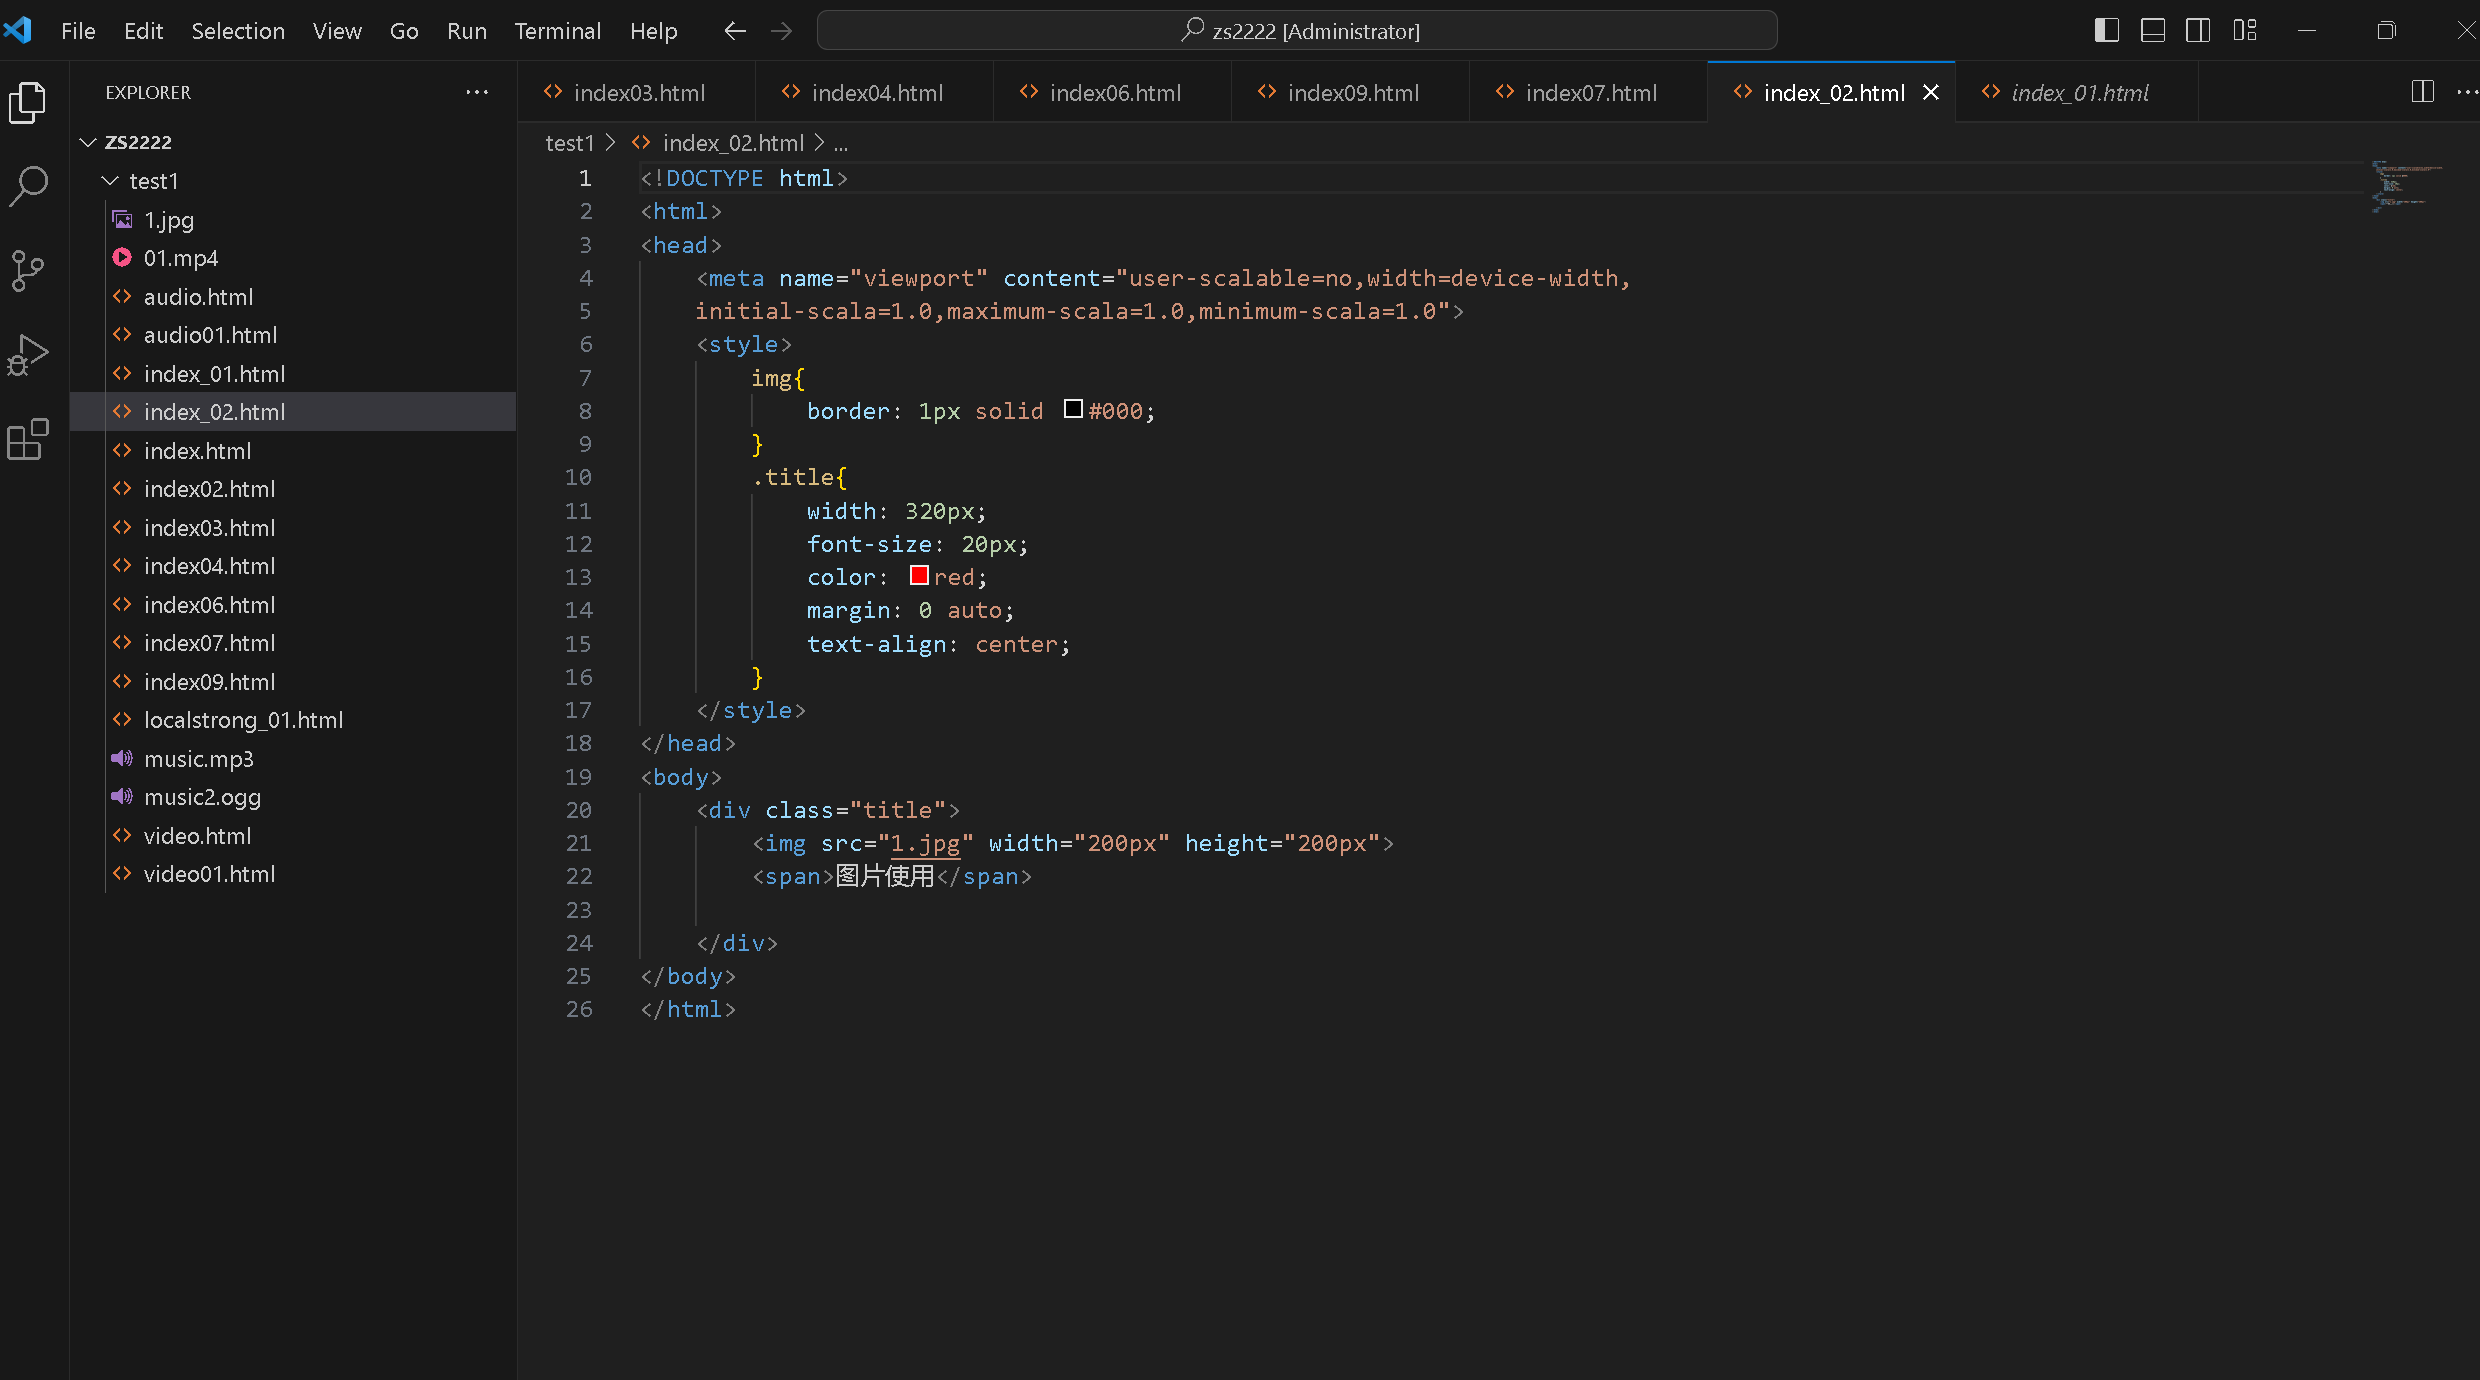 File Edit Selection View Go Run Terminal Help zs2222 [Administrator]
EXPLORER
ZS2222
test1
1.jpg
01.mp4
audio.html
audio01.html
index_01.html
index_02.html
index.html
index02.html
index03.html
index04.html
index06.html
index07.html
index09.html
localstrong_01.html
music.mp3
music2.ogg
video.html
video01.html
index03.html index04.html index06.html index09.html index07.html index_02.html index_01.html
test1 > index_02.html > ...
1 <!DOCTYPE html>
2 <html>
3 <head>
4 <meta name="viewport" content="user-scalable=no,width=device-width,
5 initial-scala=1.0,maximum-scala=1.0,minimum-scala=1.0">
6 <style>
7 img{
8 border: 1px solid #000;
9 }
10 .title{
11 width: 320px;
12 font-size: 20px;
13 color: red;
14 margin: 0 auto;
15 text-align: center;
16 }
17 </style>
18 </head>
19 <body>
20 <div class="title">
21 <img src="1.jpg" width="200px" height="200px">
22 <span>图片使用</span>
23
24 </div>
25 </body>
26 </html>